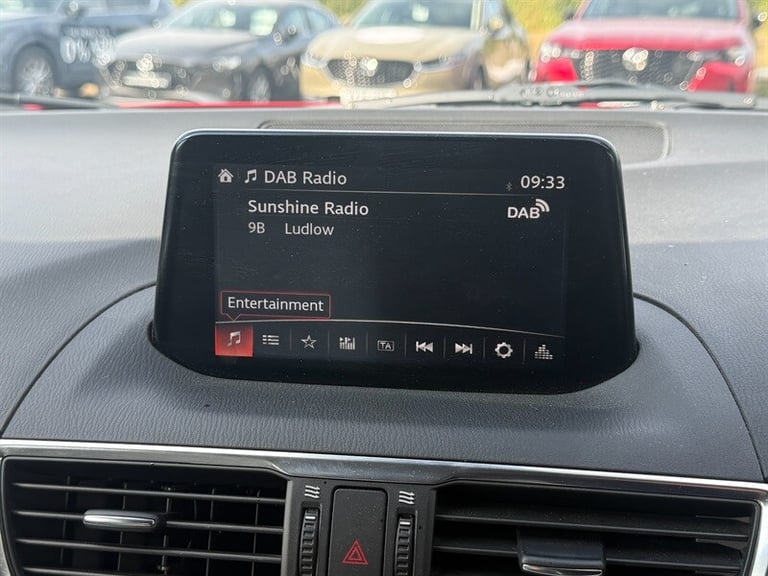 DAB Radio
09:33
Sunshine Radio
DAB
9B Ludlow
Entertainment
TA